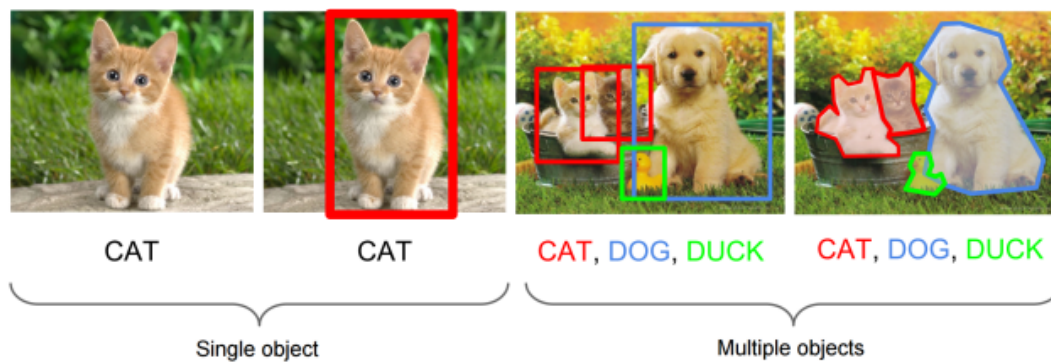 CAT
CAT
CAT, DOG, DUCK
CAT, DOG, DUCK
Single object
Multiple objects